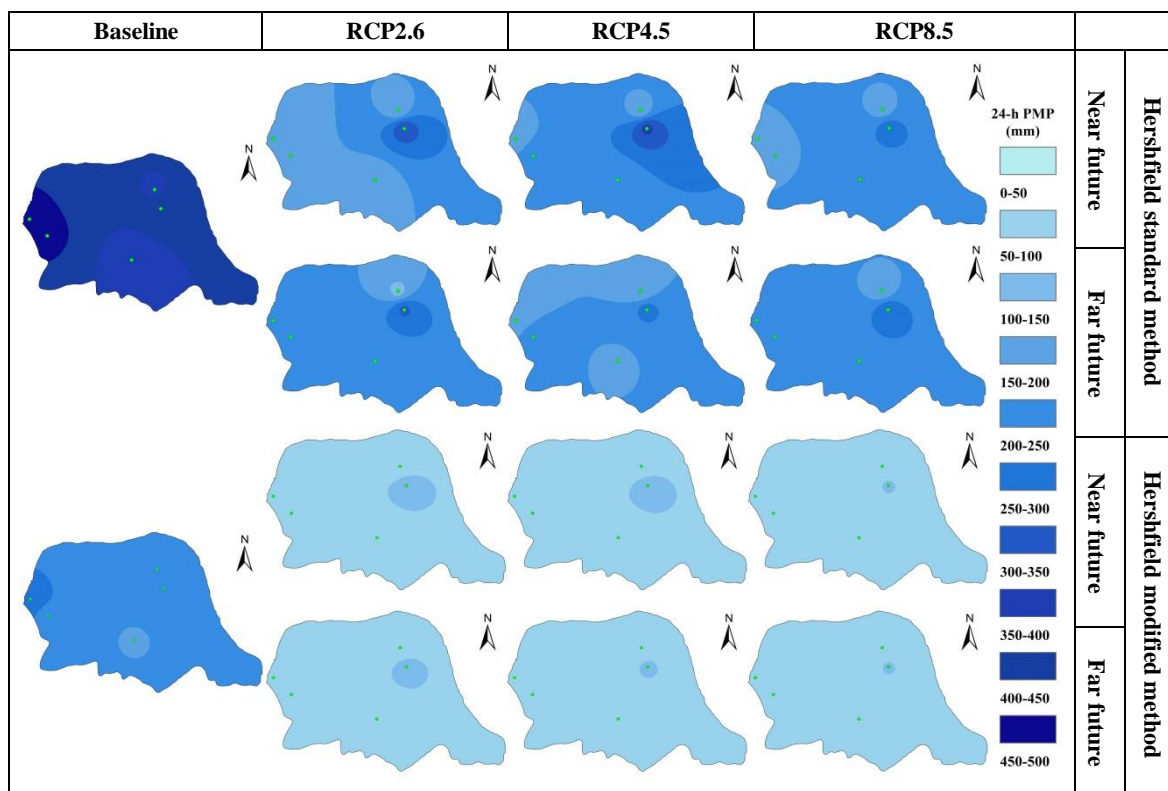 Baseline RCP2.6 RCP4.5 RCP8.5
N
N
N
N
24-h PMP
(mm)
0-50
50-100
100-150
150-200
200-250
250-300
300-350
350-400
400-450
450-500
N
N
N
N
N
N
N
N
N
N
Near future
Far future
Near future
Far future
Hershfield standard method
Hershfield modified method